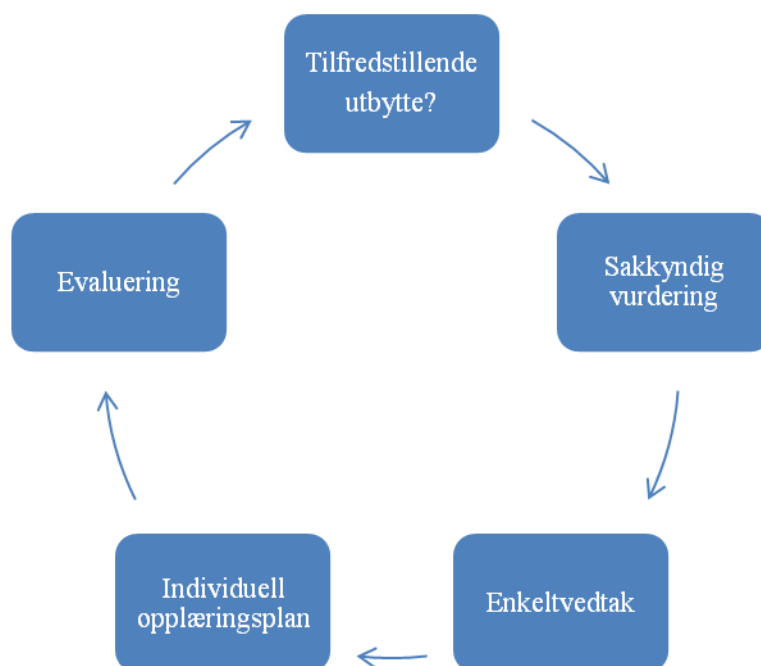 Tilfredstillende
utbytte?
Sakkyndig
vurdering
Enkeltvedtak
Individuell
opplæringsplan
Evaluering